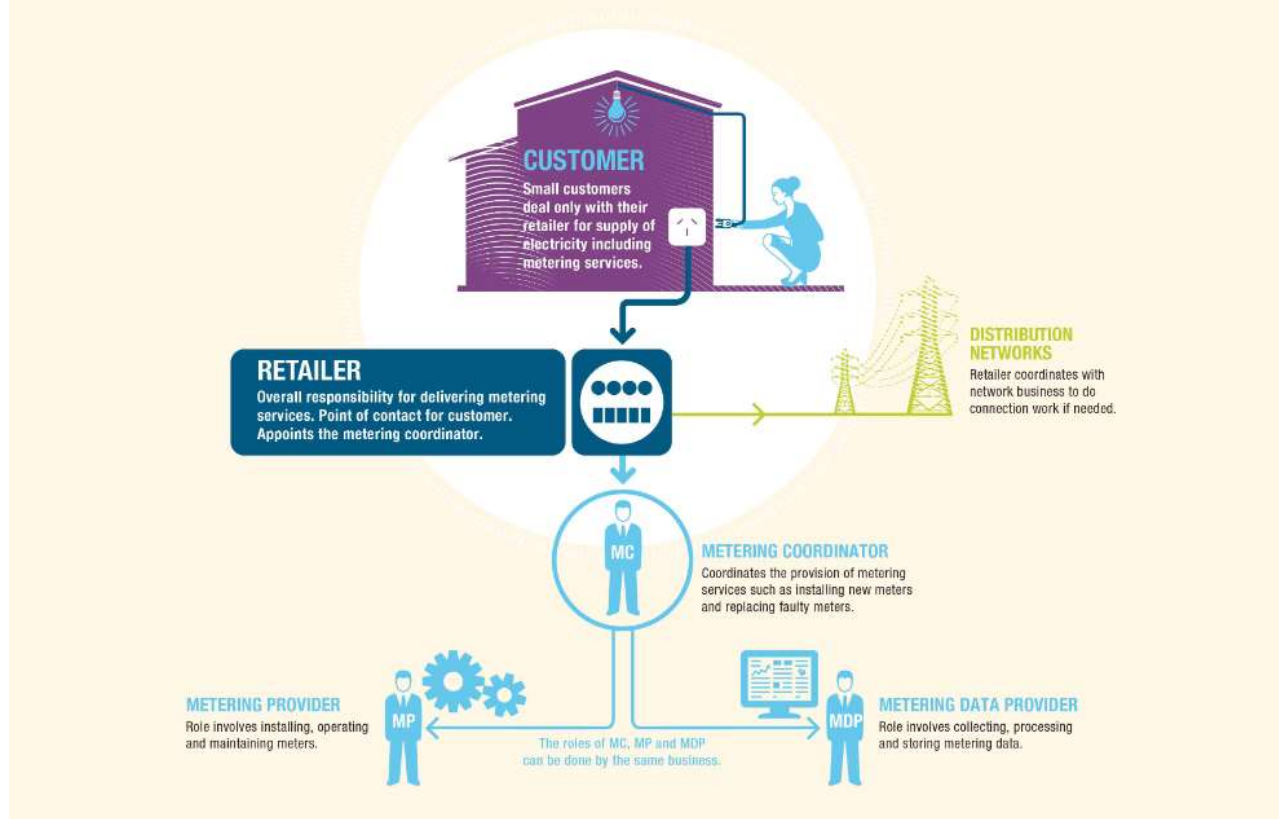 CUSTOMER
Small customers
deal only with their
retailer for supply of
electricity including
metering services.
DISTRIBUTION
NETWORKS
Retailer coordinates with
network business to do
connection work if needed.
RETAILER
Overall responsibility for delivering metering
services. Point of contact for customer.
Appoints the metering coordinator.
MC
METERING COORDINATOR
Coordinates the provision of metering
services such as installing new meters
and replacing faulty meters.
METERING PROVIDER
Role involves installing, operating
and maintaining meters.
MP
The roles of MC, MP and MDP
can be done by the same business.
MDP
METERING DATA PROVIDER
Role involves collecting, processing
and storing metering data.